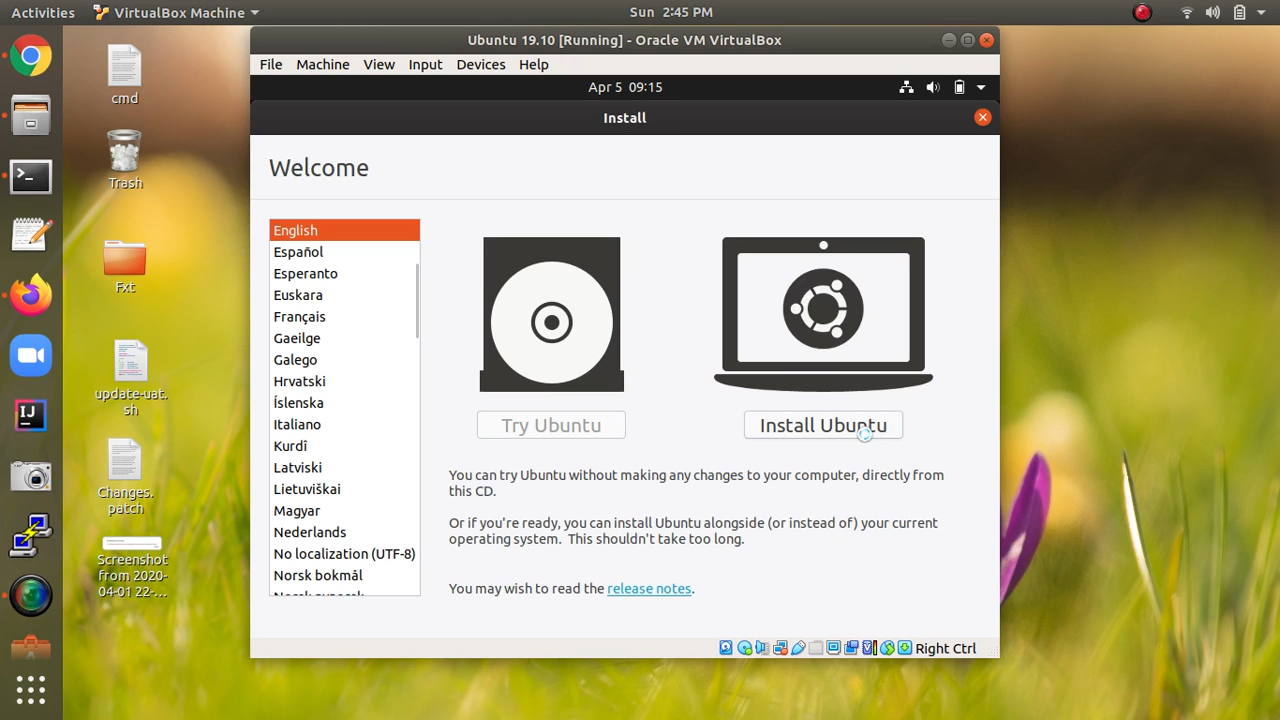 Activities
VirtualBox Machine
Sun 2:45 PM
Ubuntu 19.10 [Running] - Oracle VM VirtualBox
File Machine View Input Devices Help
Apr 5 09:15
Install
Welcome
English
Español
Esperanto
Euskara
Français
Gaeilge
Galego
Hrvatski
Íslenska
Italiano
Kurdî
Latviski
Lietuviškai
Magyar
Nederlands
No localization (UTF-8)
Norsk bokmål
Norsk nynorsk
Try Ubuntu
Install Ubuntu
You can try Ubuntu without making any changes to your computer, directly from
this CD.
Or if you're ready, you can install Ubuntu alongside (or instead of) your current
operating system. This shouldn't take too long.
You may wish to read the release notes.
Right Ctrl
cmd
Trash
Fxt
update-uat.
sh
Changes.
patch
Screenshot
from 2020-
04-01 22-...
IJ